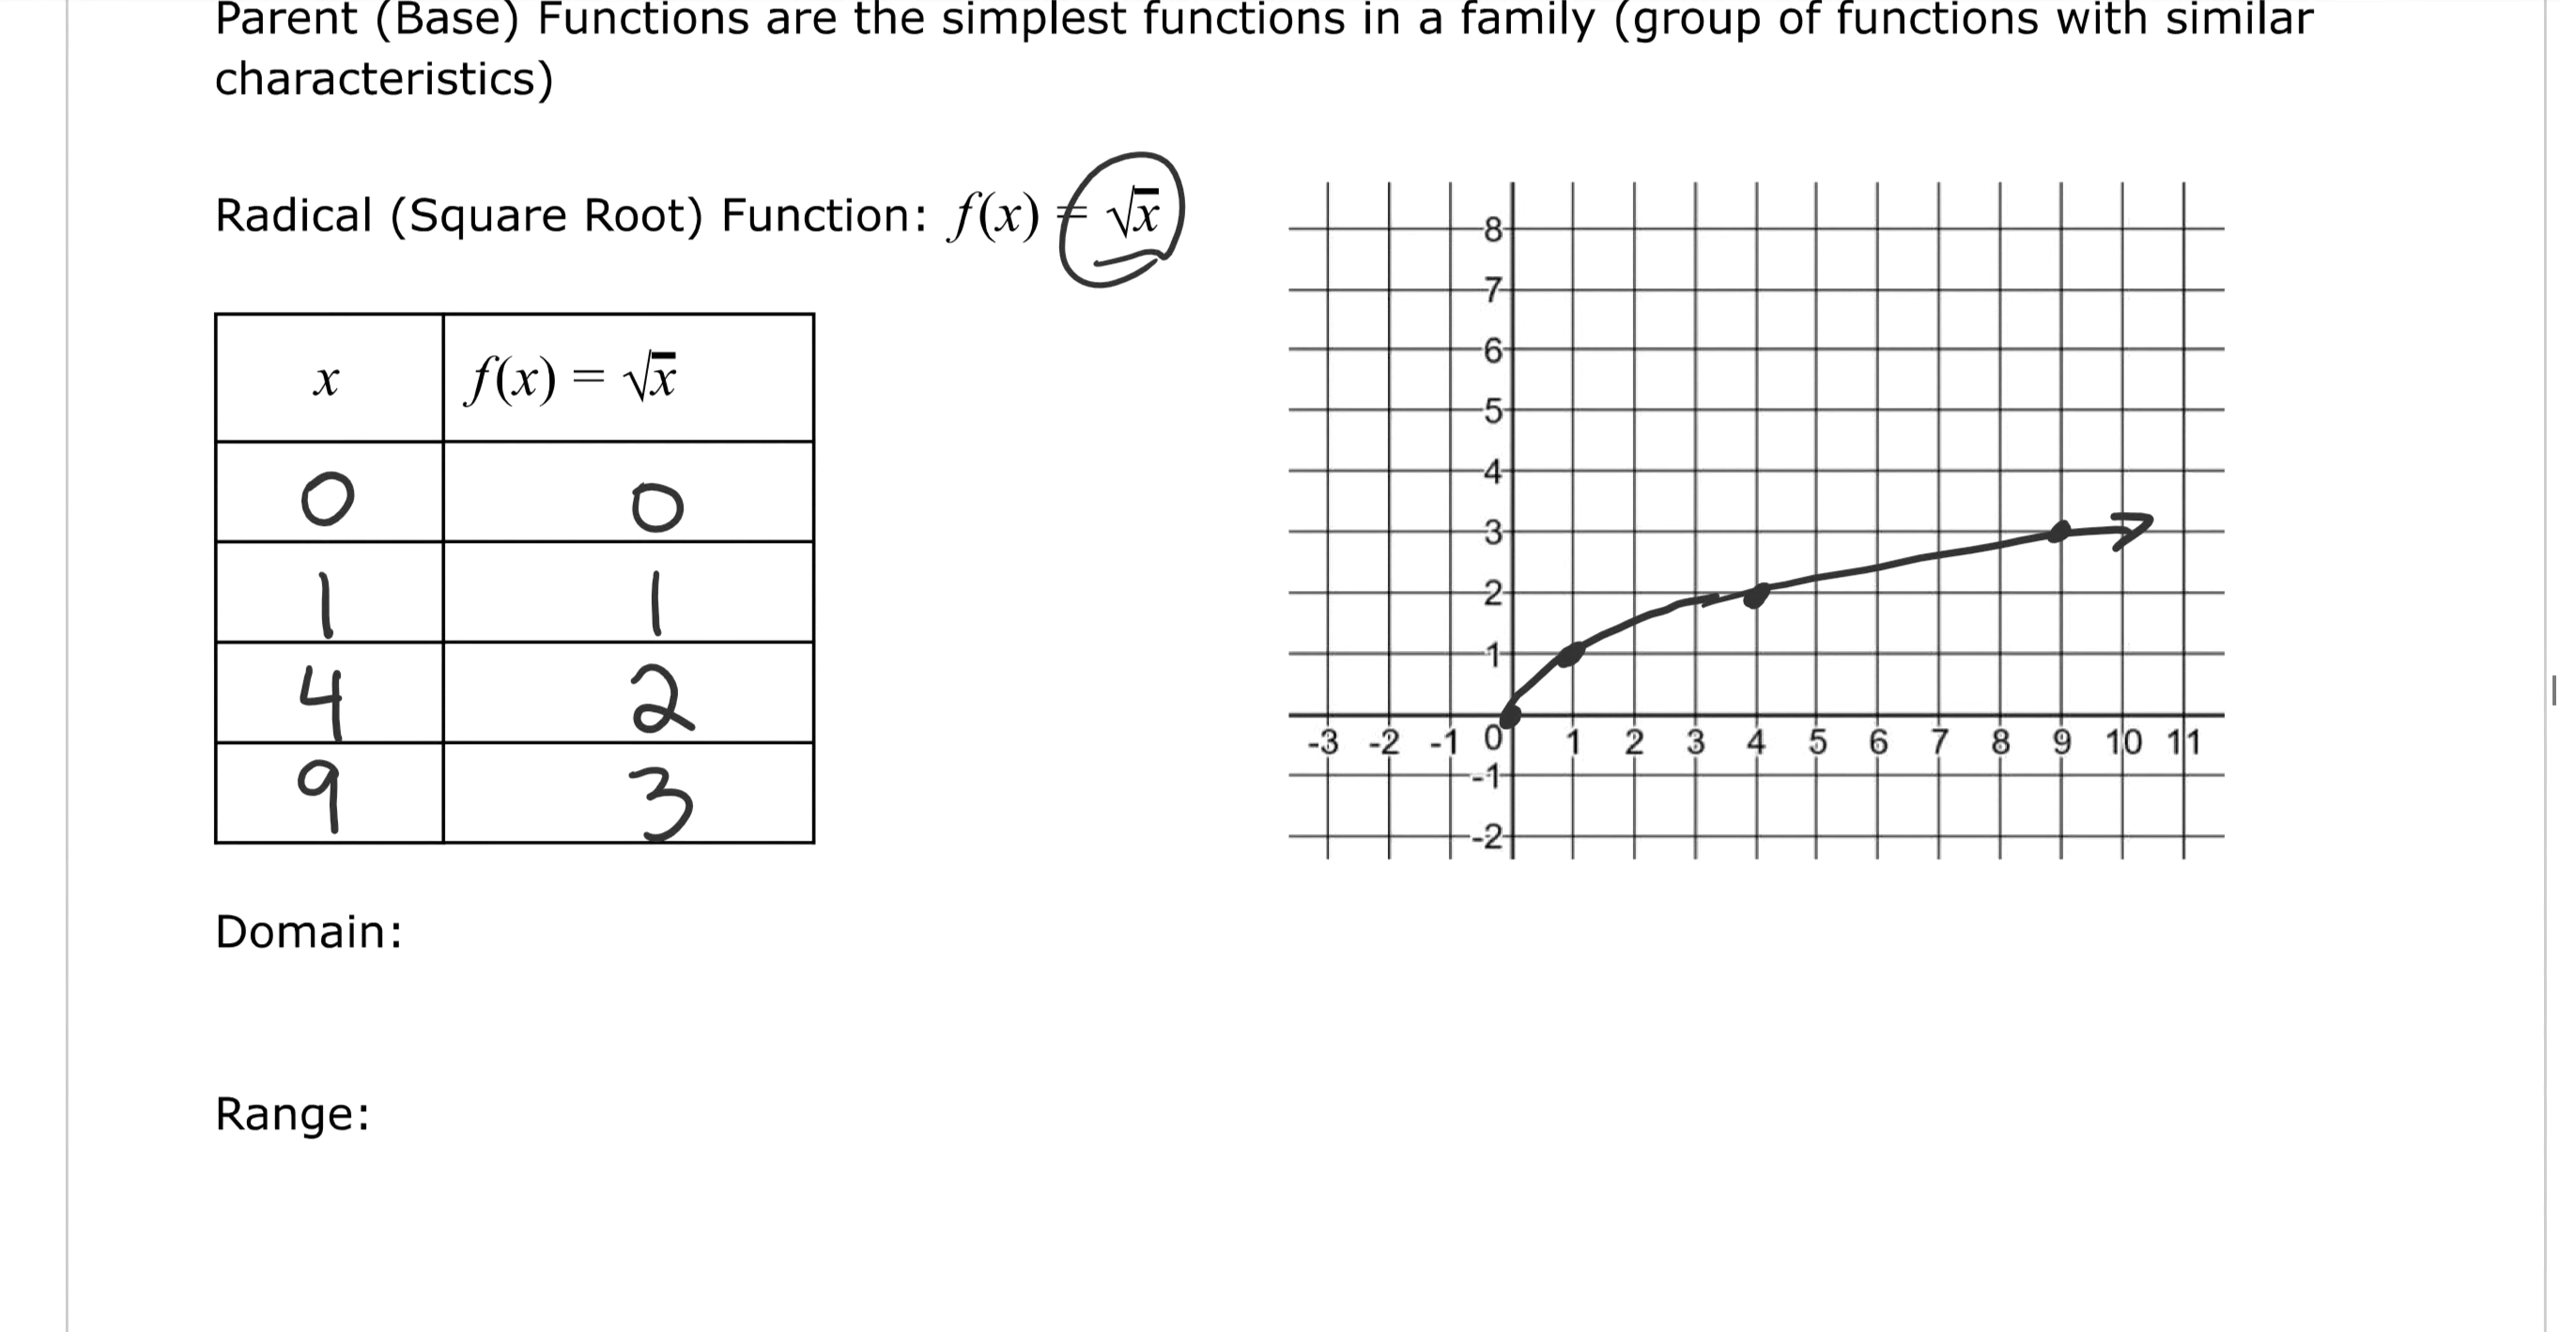 Parent (Base) Functions are the simplest functions in a family (group of functions with similar
characteristics)
Radical (Square Root) Function: f(x) = √x
x f(x) = √x
0 0
1 1
4 2
9 3
8
7
6
5
4
3
2
1
-3 -2 -1 0 1 2 3 4 5 6 7 8 9 10 11
-1
-2
Domain:
Range: